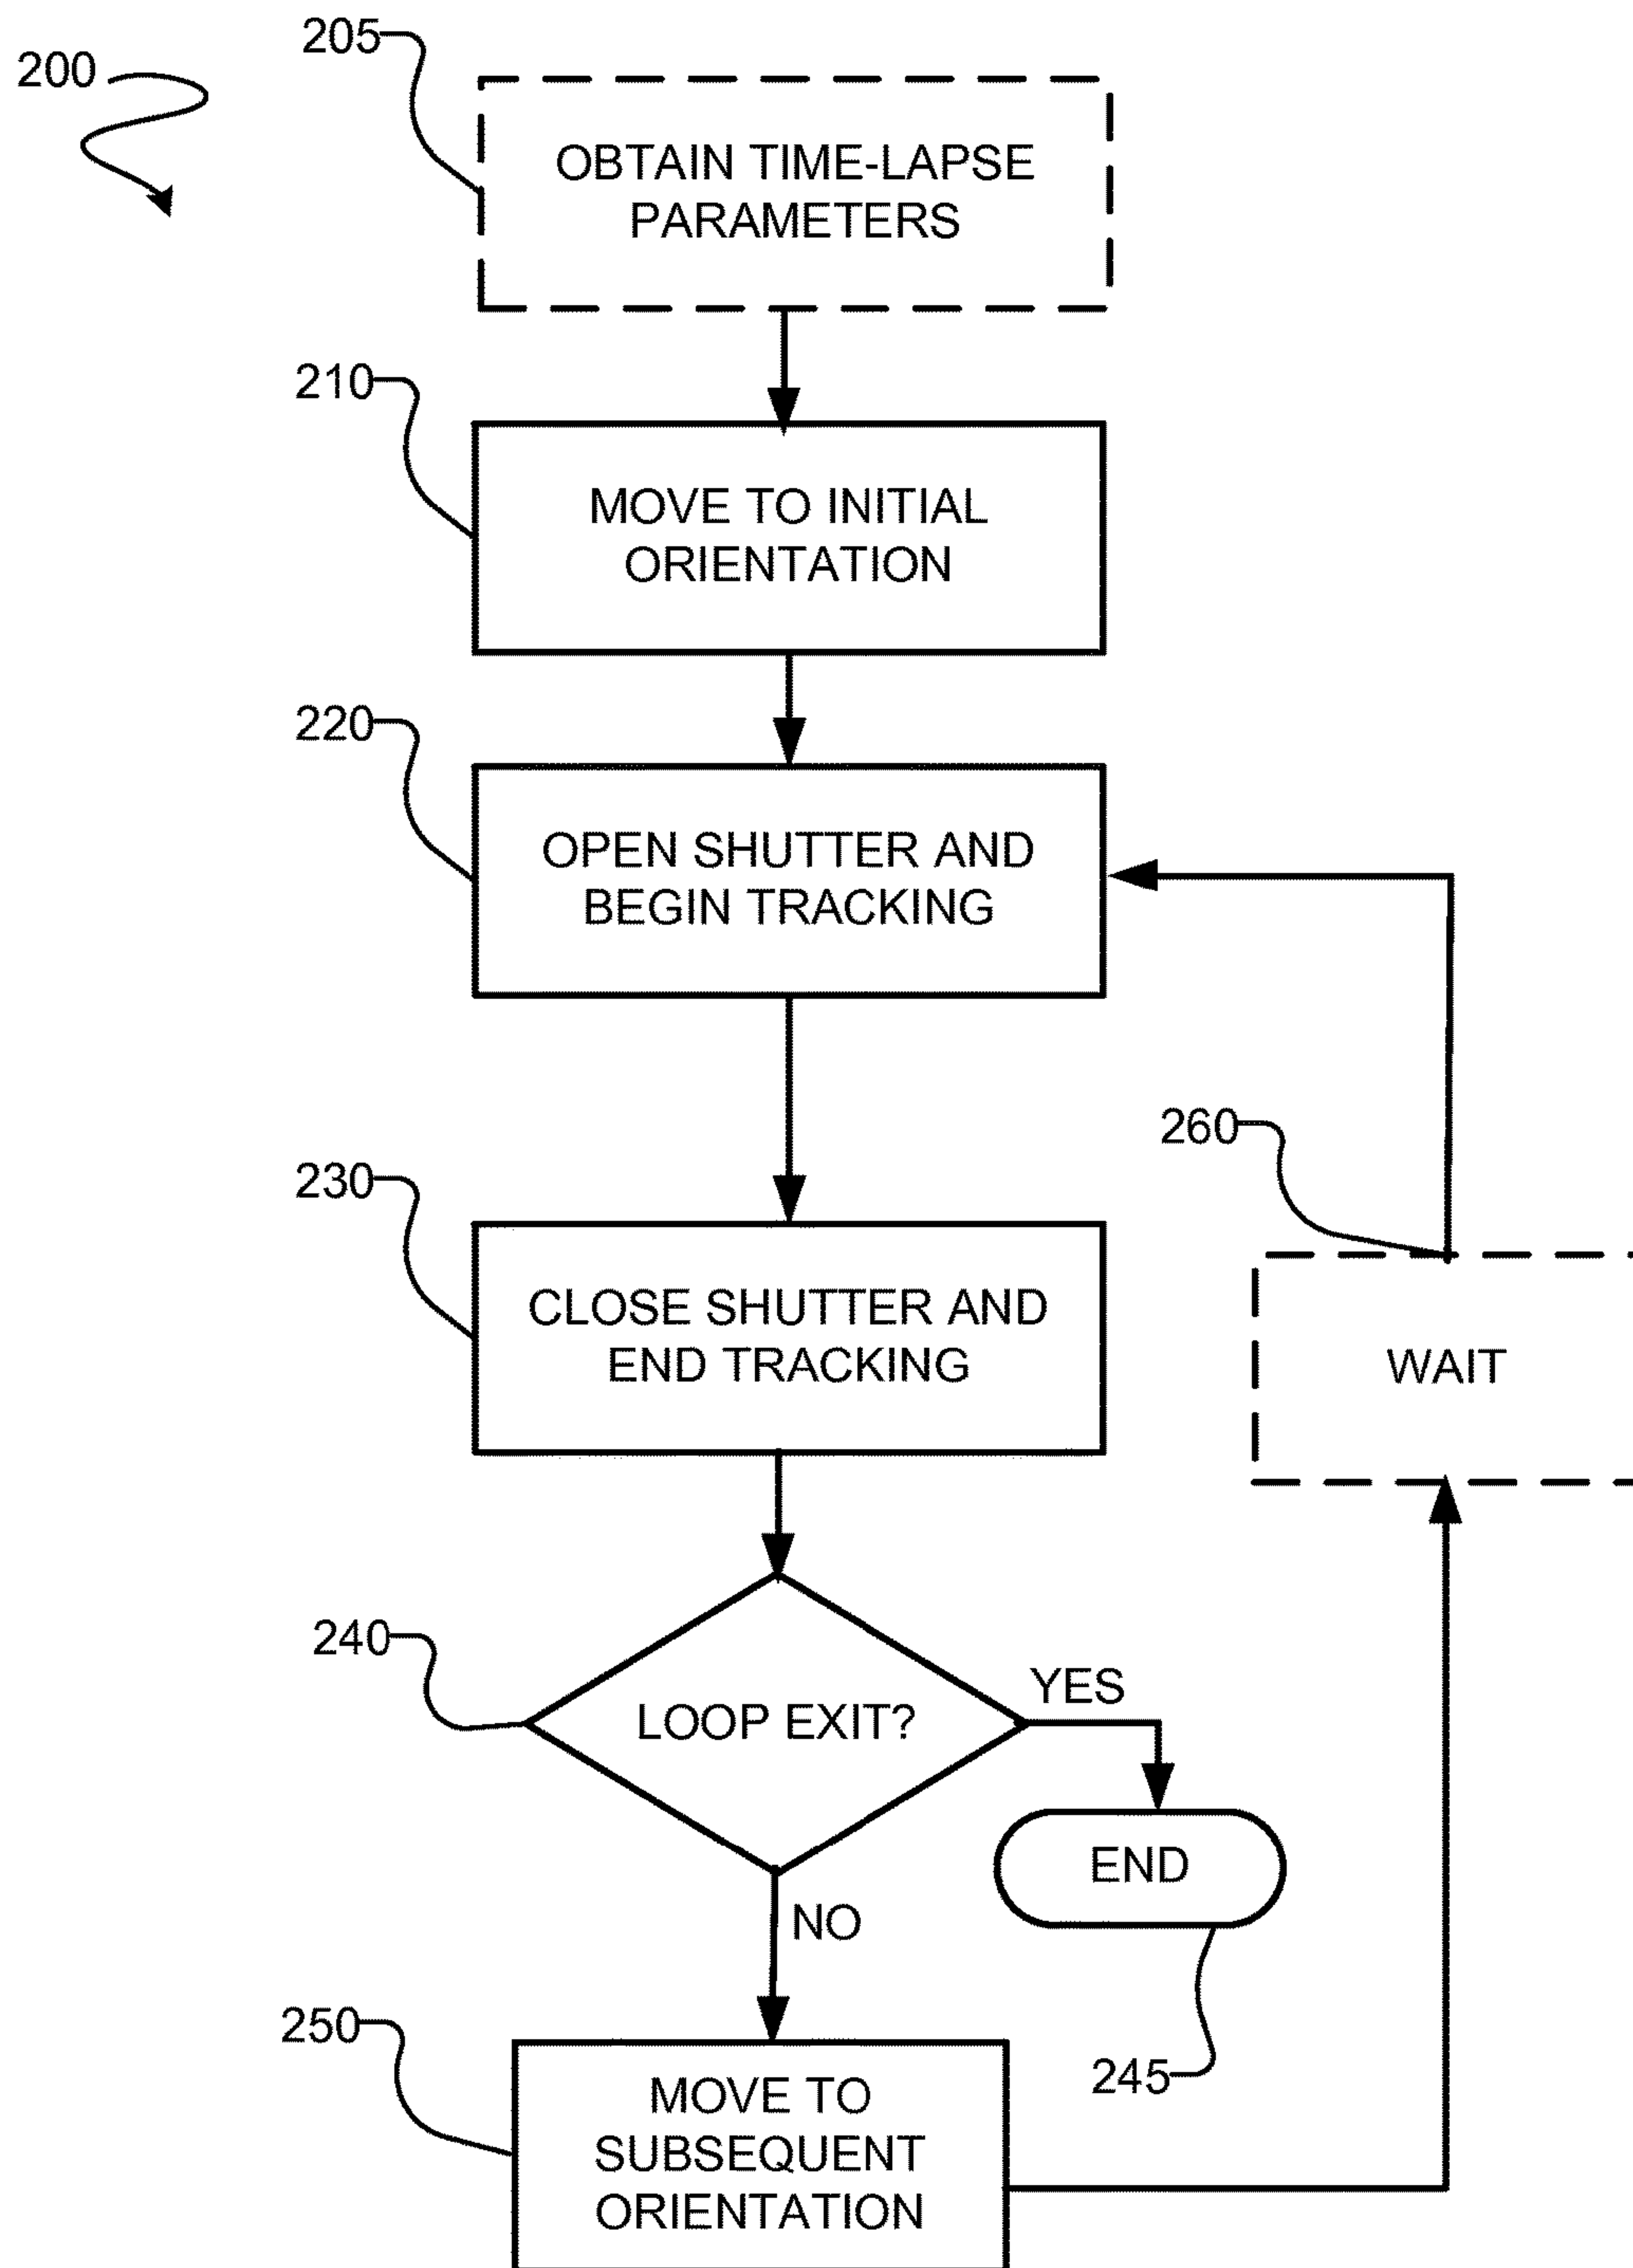 200
205
OBTAIN TIME-LAPSE
PARAMETERS
210
MOVE TO INITIAL
ORIENTATION
220
OPEN SHUTTER AND
BEGIN TRACKING
230
CLOSE SHUTTER AND
END TRACKING
260
WAIT
240
LOOP EXIT?
YES
END
245
NO
250
MOVE TO
SUBSEQUENT
ORIENTATION